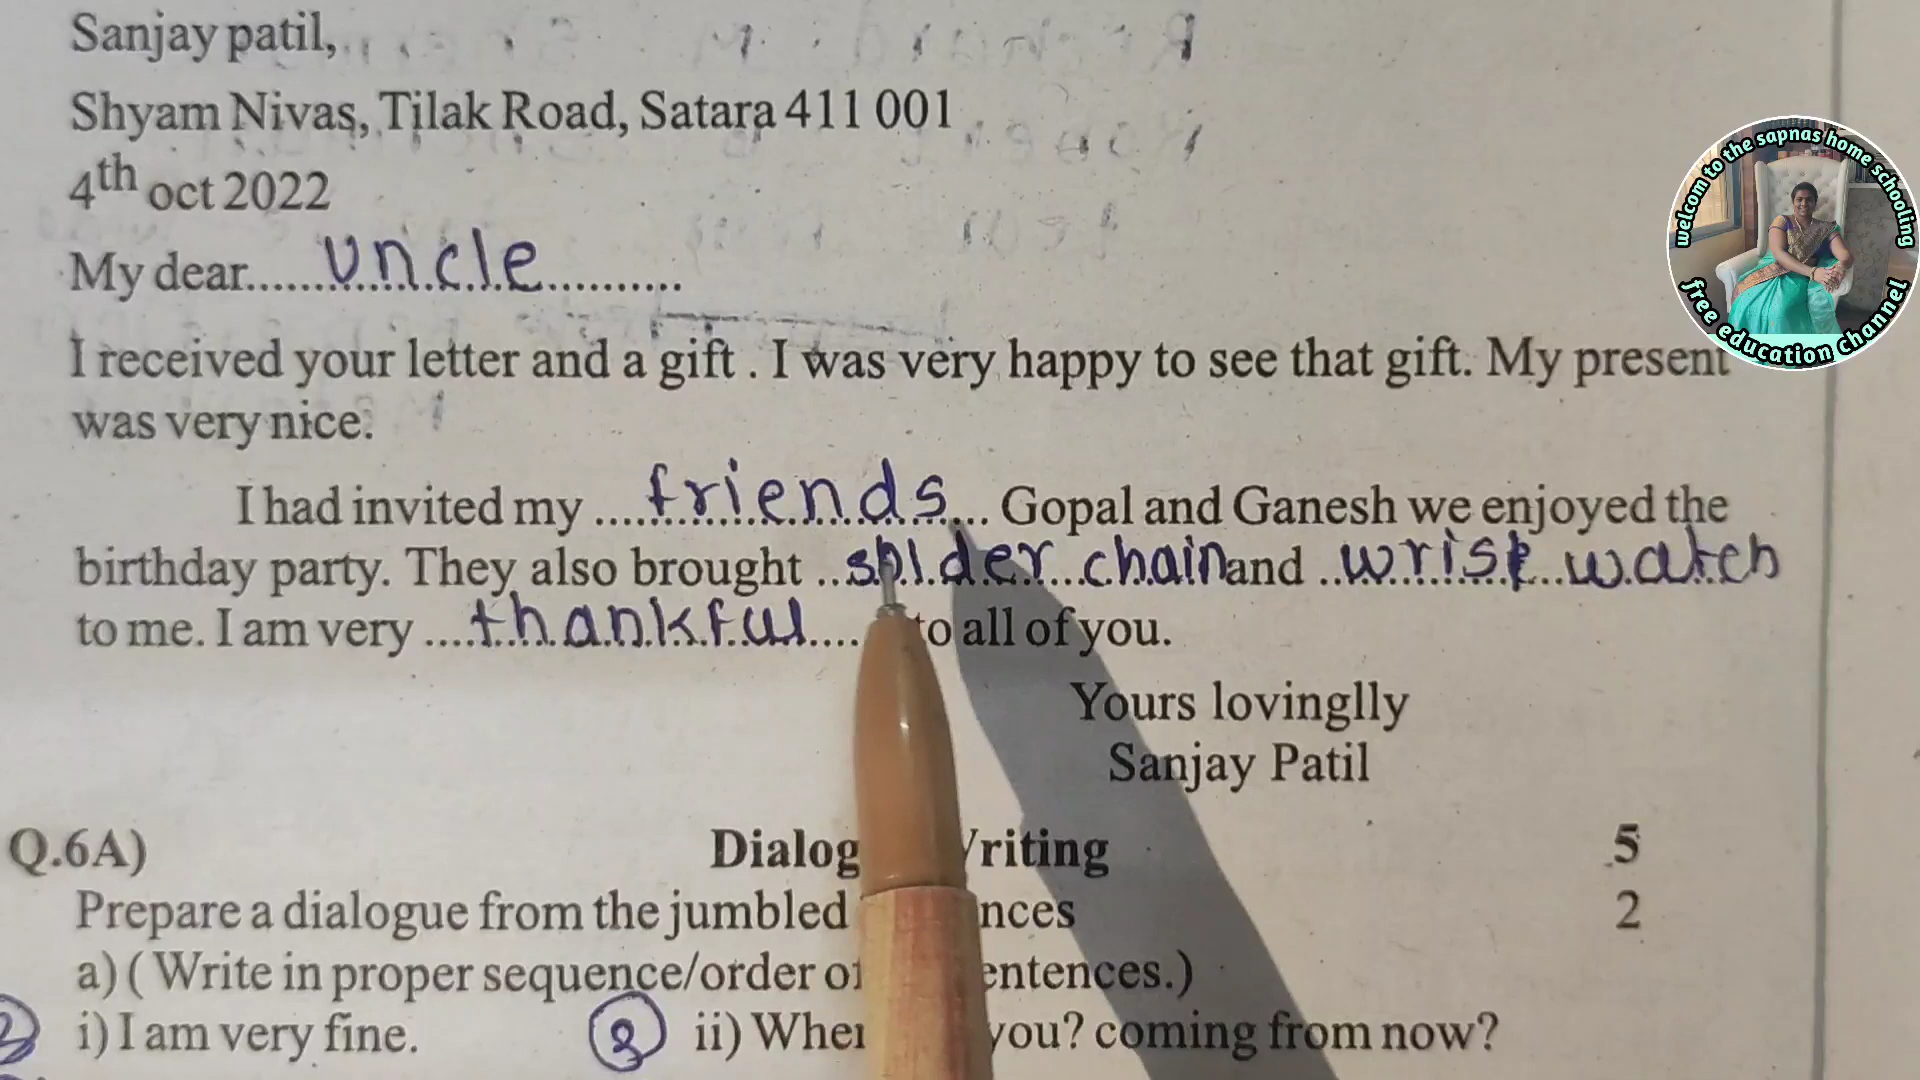 Sanjay patil,
Shyam Nivas, Tilak Road, Satara 411 001
4th oct 2022
My dear.....uncle..........
I received your letter and a gift . I was very happy to see that gift. My present
was very nice.
I had invited my ....friends... Gopal and Ganesh we enjoyed the
birthday party. They also brought ..spider chain and ..wrist watch
to me. I am very ....thankful.... to all of you.
Yours lovinglly
Sanjay Patil
Q.6A) Writing 5
Prepare a dialogue from the jumbled 2
a) ( Write in proper sequence/order
i) I am very fine. 8 ii) you? coming from now?
welcom to the sapnas home schooling
free education channel